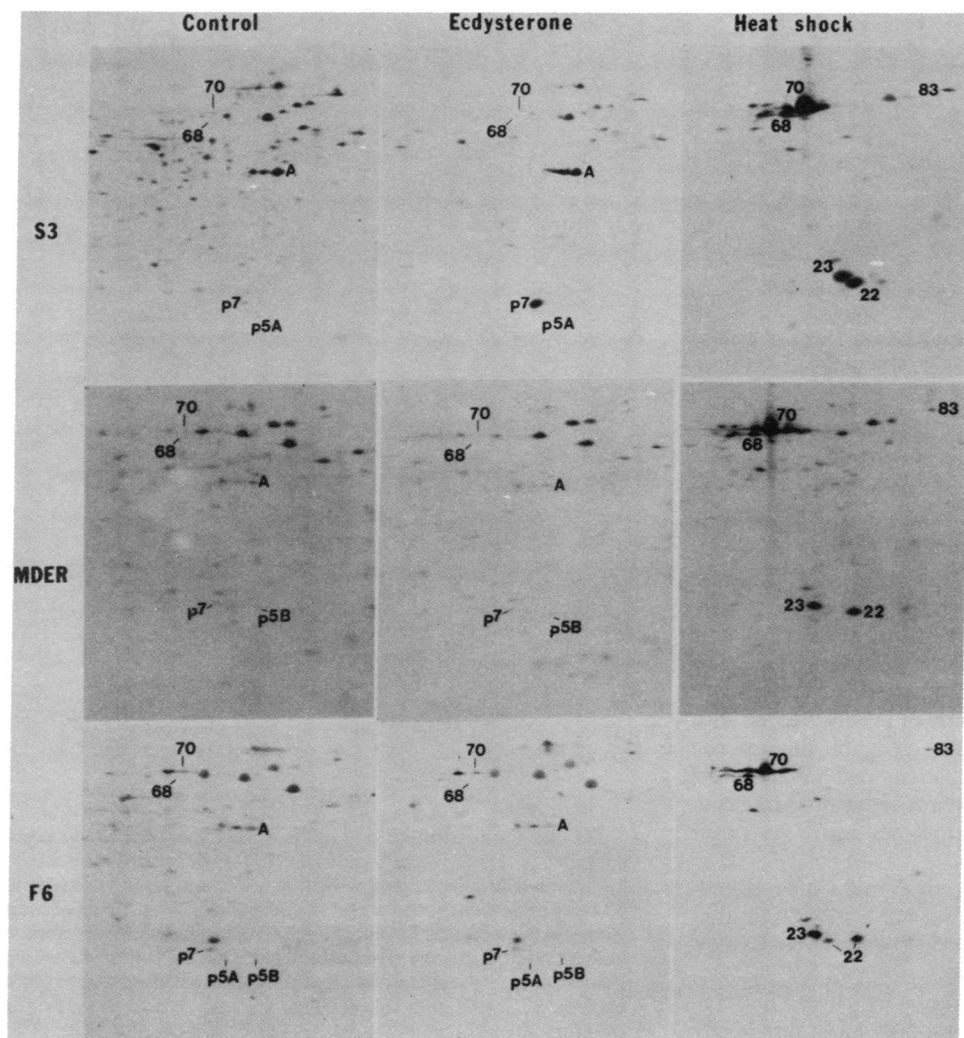 Control Ecdysterone Heat shock
S3
70
68
A
p7
p5A
70
68
A
p7
p5A
70
83
68
23
22
MDER
70
68
A
p7
p5B
70
68
A
p7
p5B
83
70
68
23
22
F6
70
68
A
p7
p5A p5B
70
68
A
p7
p5A p5B
83
70
68
23
22